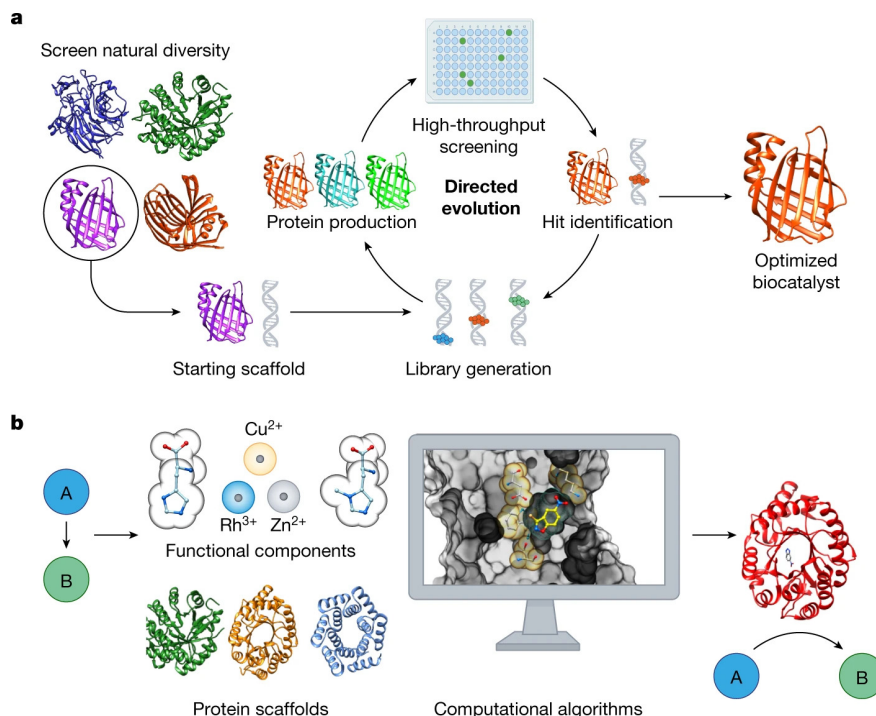 a
Screen natural diversity
High-throughput
screening
Directed
evolution
Protein production
Hit identification
Optimized
biocatalyst
Starting scaffold
Library generation
b
A
B
Cu2+
Rh3+
Zn2+
Functional components
Protein scaffolds
Computational algorithms
A
B